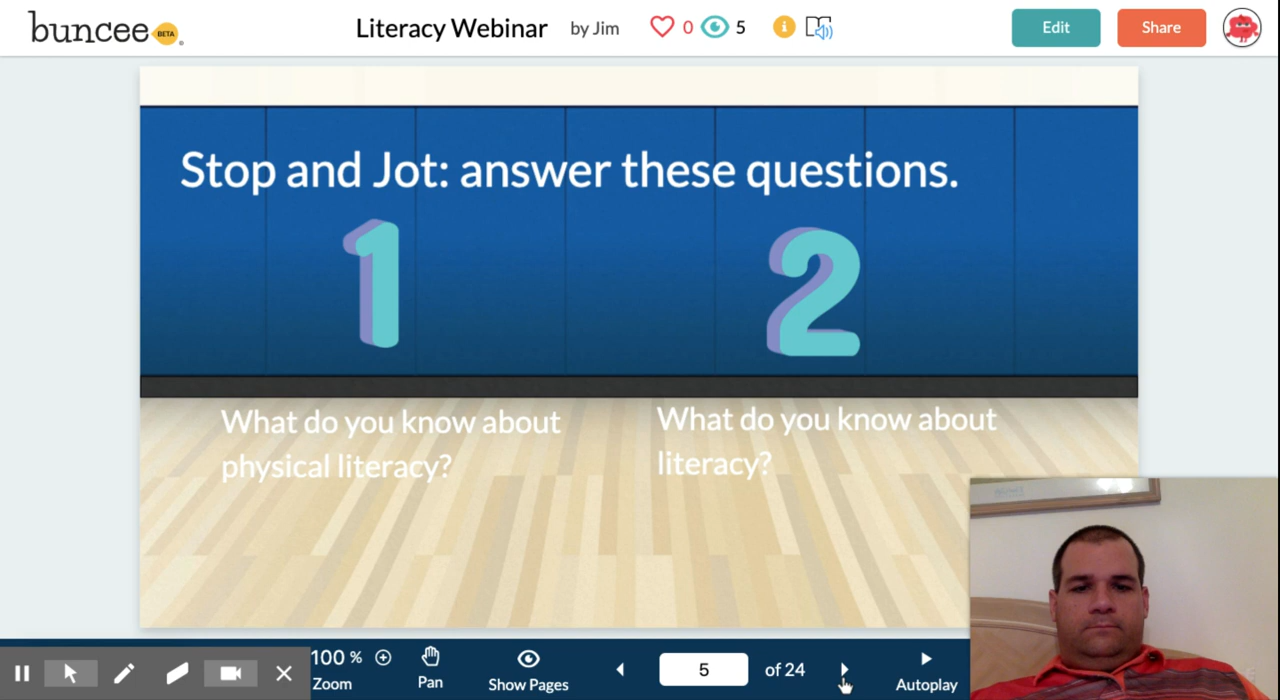 buncee BETA
Literacy Webinar by Jim 0 5 Edit Share
Stop and Jot: answer these questions.
1 2
What do you know about
physical literacy?
What do you know about
literacy?
100 %
Zoom
Pan
Show Pages
5 of 24
Autoplay